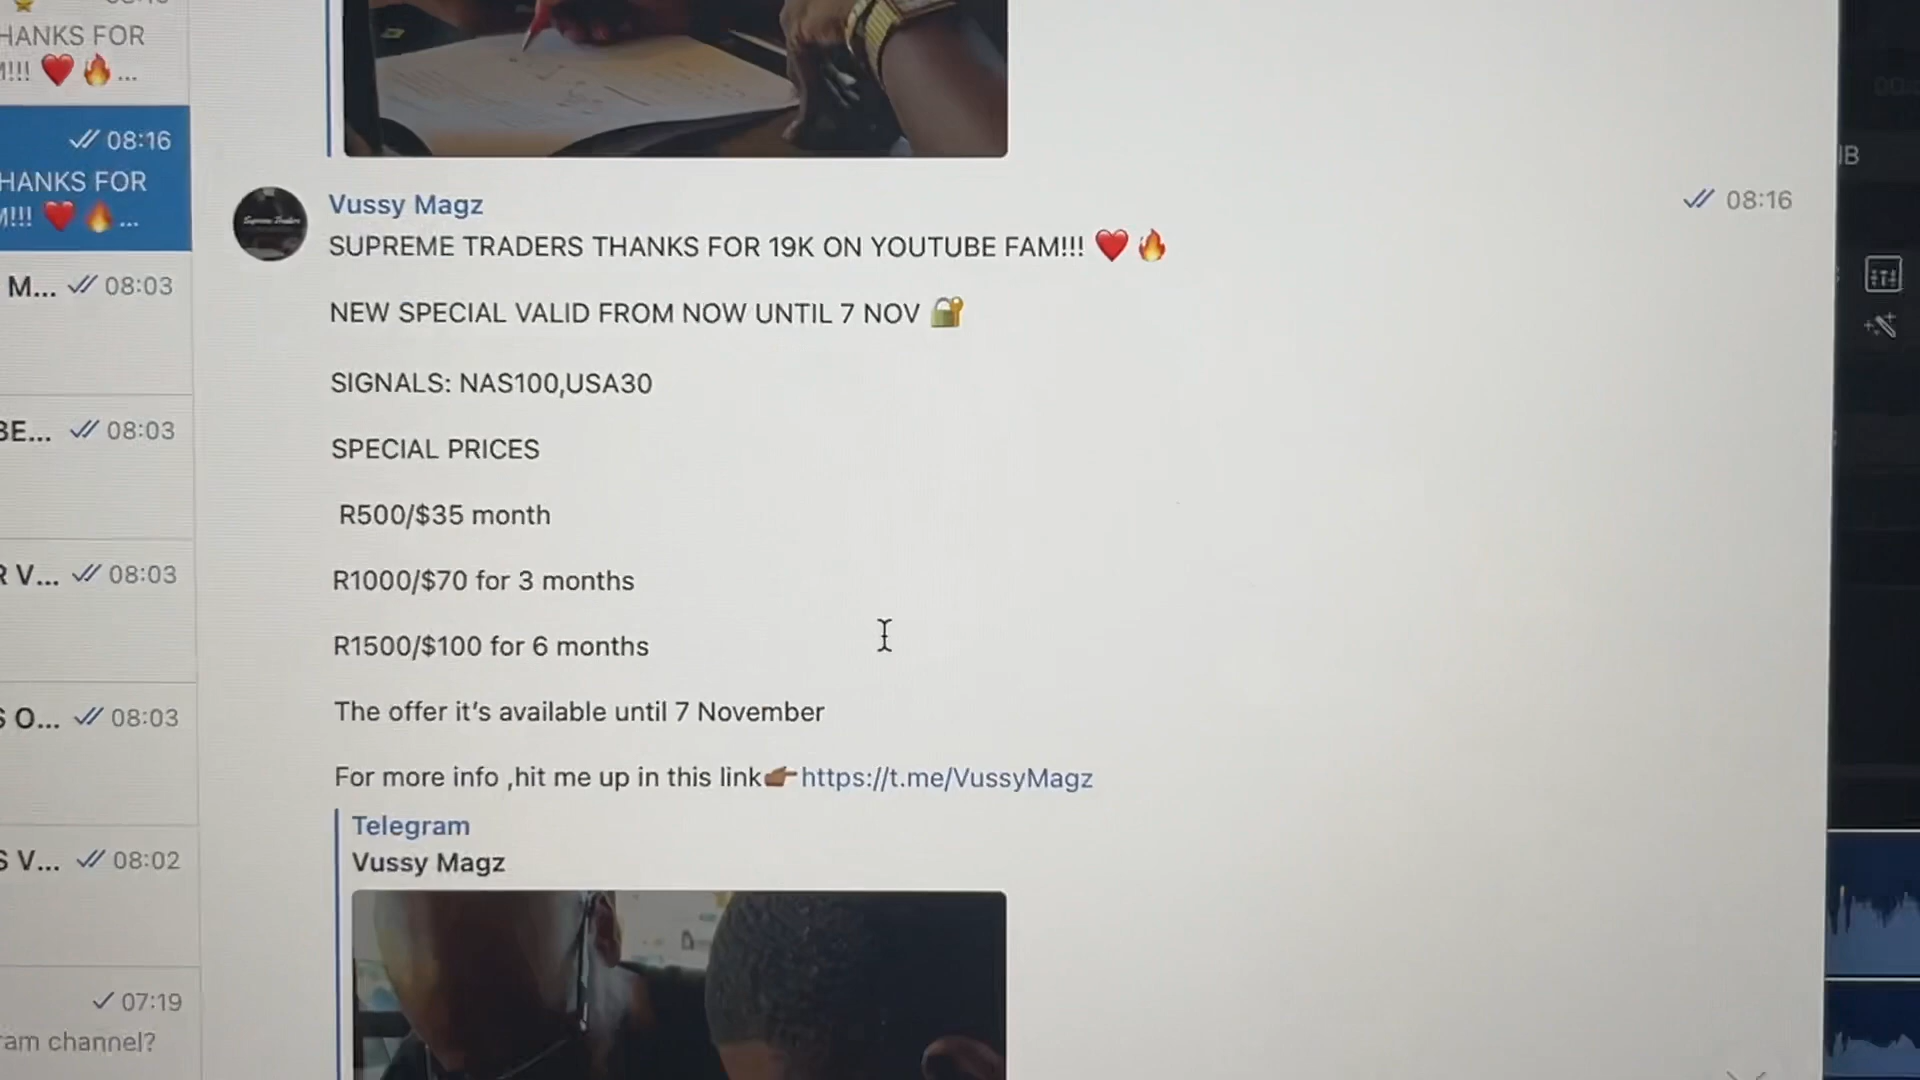 HANKS FOR
!!! ❤️🔥...
08:16
HANKS FOR
!!! ❤️🔥...
M... 08:03
BE... 08:03
R V... 08:03
S O... 08:03
S V... 08:02
07:19
ram channel?
Vussy Magz 08:16
SUPREME TRADERS THANKS FOR 19K ON YOUTUBE FAM!!! ❤️🔥
NEW SPECIAL VALID FROM NOW UNTIL 7 NOV 🔐
SIGNALS: NAS100,USA30
SPECIAL PRICES
R500/$35 month
R1000/$70 for 3 months
R1500/$100 for 6 months
The offer it's available until 7 November
For more info ,hit me up in this link👉🏾https://t.me/VussyMagz
Telegram
Vussy Magz